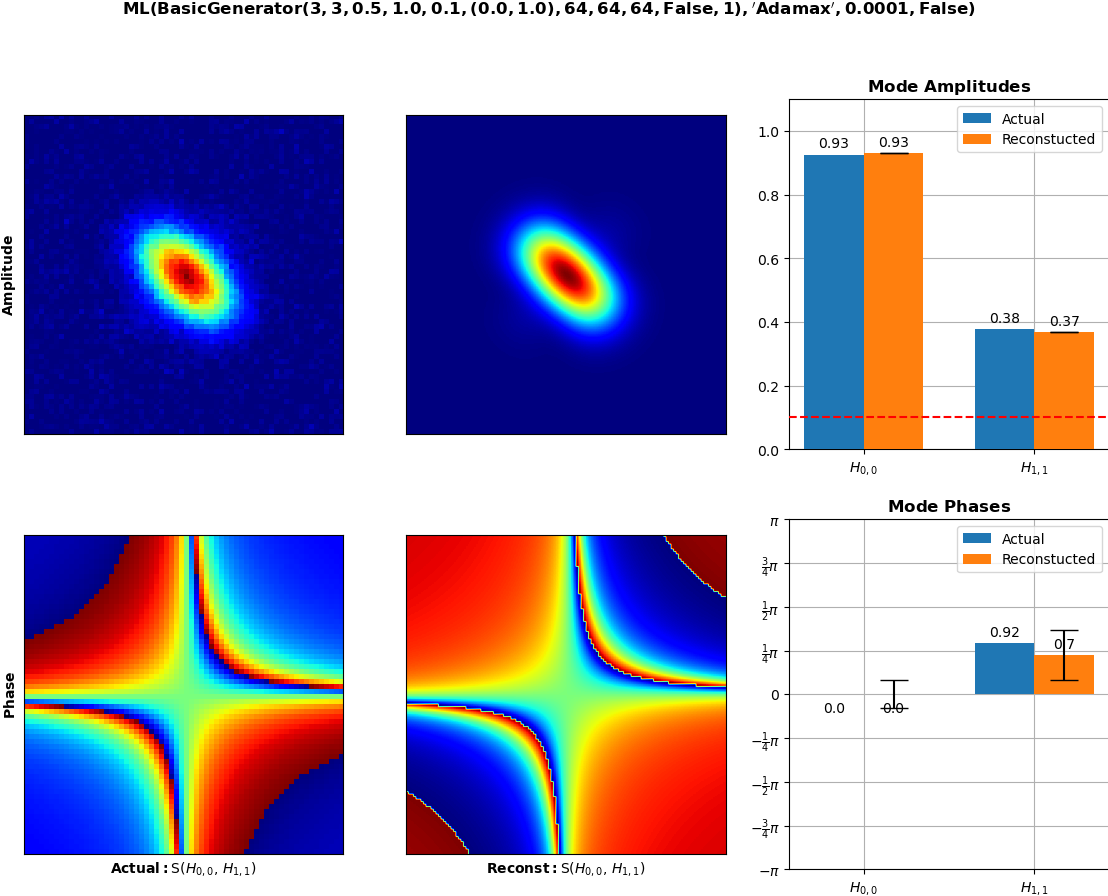 ML(BasicGenerator(3, 3, 0.5, 1.0, 0.1, (0.0, 1.0), 64, 64, 64, False, 1), ′Adamax′, 0.0001, False)
Amplitude
Mode Amplitudes
Actual
Reconstucted
1.0
0.8
0.6
0.4
0.2
0.0
0.93
0.93
0.38
0.37
H0,0
H1,1
Phase
Actual: S(H0,0, H1,1)
Reconst: S(H0,0, H1,1)
Mode Phases
Actual
Reconstucted
π
3/4π
1/2π
1/4π
0
−1/4π
−1/2π
−3/4π
−π
0.0
0.0
0.92
0.7
H0,0
H1,1